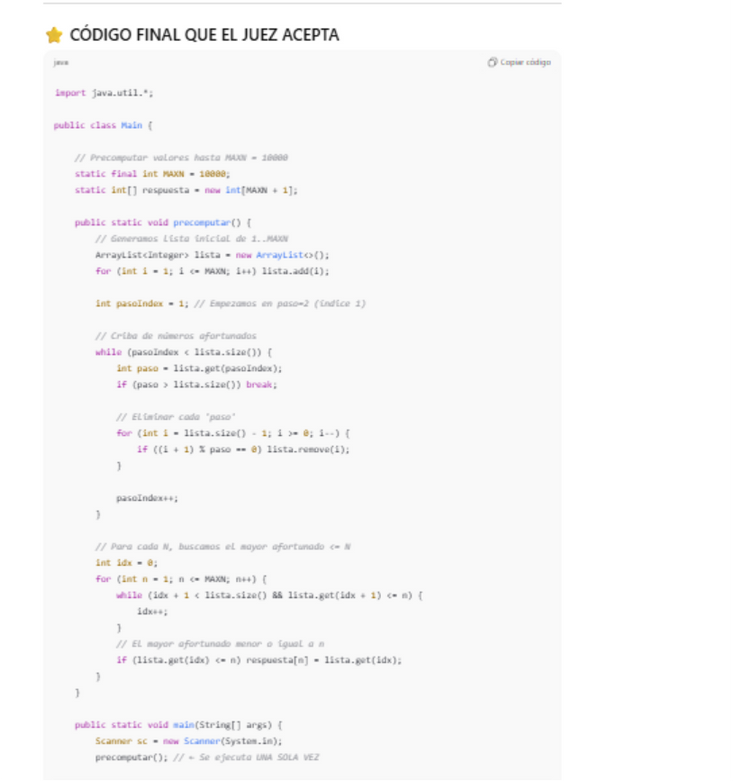 ⭐ CÓDIGO FINAL QUE EL JUEZ ACEPTA
java
Copiar código
import java.util.*;
public class Main {
// Precomputar valores hasta MAXN = 10000
static final int MAXN = 10000;
static int[] respuesta = new int[MAXN + 1];
public static void precomputar() {
// Generamos lista inicial de 1..MAXN
ArrayList<Integer> lista = new ArrayList<>();
for (int i = 1; i <= MAXN; i++) lista.add(i);
int pasoIndex = 1; // Empezamos en paso=2 (índice 1)
// Criba de números afortunados
while (pasoIndex < lista.size()) {
int paso = lista.get(pasoIndex);
if (paso > lista.size()) break;
// Eliminar cada 'paso'
for (int i = lista.size() - 1; i >= 0; i--) {
if ((i + 1) % paso == 0) lista.remove(i);
}
pasoIndex++;
}
// Para cada N, buscamos el mayor afortunado <= N
int idx = 0;
for (int n = 1; n <= MAXN; n++) {
while (idx + 1 < lista.size() && lista.get(idx + 1) <= n) {
idx++;
}
// El mayor afortunado menor o igual a n
if (lista.get(idx) <= n) respuesta[n] = lista.get(idx);
}
}
public static void main(String[] args) {
Scanner sc = new Scanner(System.in);
precomputar(); // ← Se ejecuta UNA SOLA VEZ